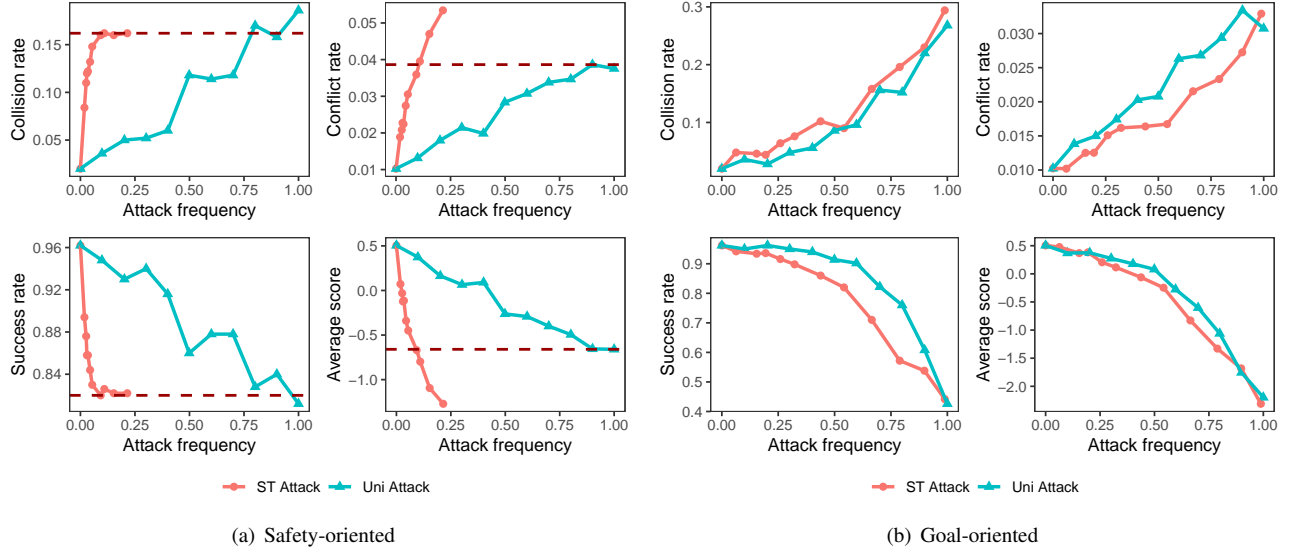 0.15
0.10
0.05
Collision rate
0.00 0.25 0.50 0.75 1.00
Attack frequency
0.05
0.04
0.03
0.02
0.01
Conflict rate
0.00 0.25 0.50 0.75 1.00
Attack frequency
0.3
0.2
0.1
Collision rate
0.00 0.25 0.50 0.75 1.00
Attack frequency
0.030
0.025
0.020
0.015
0.010
Conflict rate
0.00 0.25 0.50 0.75 1.00
Attack frequency
0.96
0.92
0.88
0.84
Success rate
0.00 0.25 0.50 0.75 1.00
Attack frequency
0.5
0.0
−0.5
−1.0
Average score
0.00 0.25 0.50 0.75 1.00
Attack frequency
0.9
0.8
0.7
0.6
0.5
0.4
Success rate
0.00 0.25 0.50 0.75 1.00
Attack frequency
0.5
0.0
−0.5
−1.0
−1.5
−2.0
Average score
0.00 0.25 0.50 0.75 1.00
Attack frequency
ST Attack Uni Attack
ST Attack Uni Attack
(a) Safety-oriented
(b) Goal-oriented